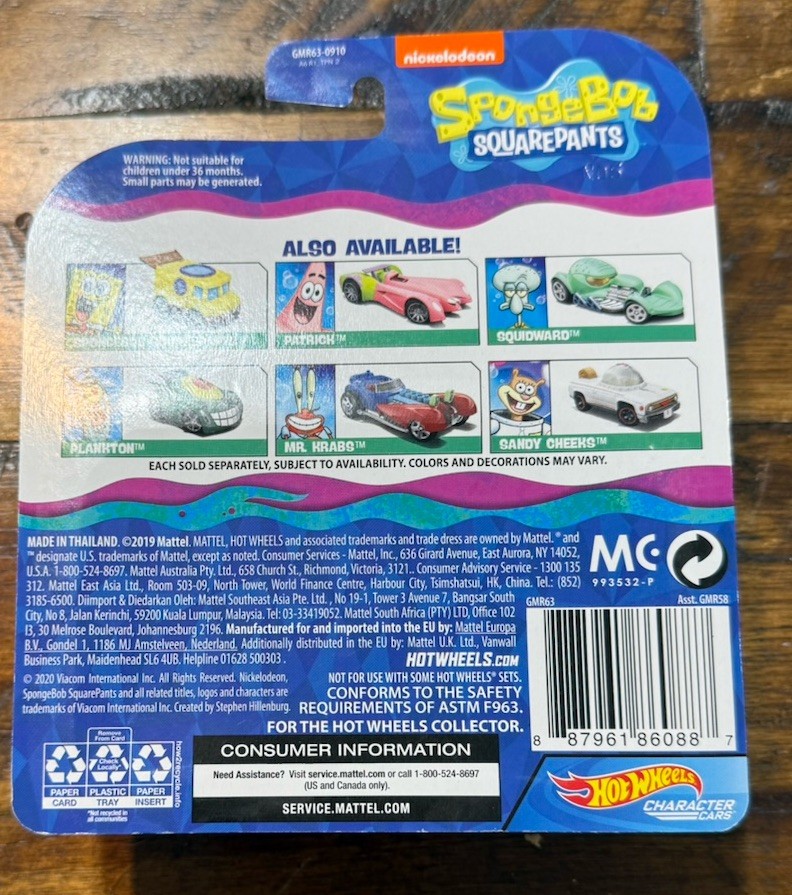 GMR63-0910
nickelodeon
SpongeBob
SQUAREPANTS
WARNING: Not suitable for
children under 36 months.
Small parts may be generated.
ALSO AVAILABLE!
PATRICK™
SQUIDWARD™
PLANKTON™
MR. KRABS™
SANDY CHEEKS™
EACH SOLD SEPARATELY, SUBJECT TO AVAILABILITY. COLORS AND DECORATIONS MAY VARY.
MADE IN THAILAND. ©2019 Mattel. MATTEL, HOT WHEELS and associated trademarks and trade dress are owned by Mattel. ® and
™ designate U.S. trademarks of Mattel, except as noted. Consumer Services - Mattel, Inc., 636 Girard Avenue, East Aurora, NY 14052,
U.S.A. 1-800-524-8697. Mattel Australia Pty. Ltd., 658 Church St., Richmond, Victoria, 3121.. Consumer Advisory Service - 1300 135
312. Mattel East Asia Ltd., Room 503-09, North Tower, World Finance Centre, Harbour City, Tsimshatsui, HK, China. Tel.: (852)
3185-6500. Diimport & Diedarkan Oleh: Mattel Southeast Asia Pte. Ltd., No 19-1, Tower 3 Avenue 7, Bangsar South
City, No 8, Jalan Kerinchi, 59200 Kuala Lumpur, Malaysia. Tel: 03-33419052. Mattel South Africa (PTY) LTD, Office 102
I3, 30 Melrose Boulevard, Johannesburg 2196. Manufactured for and imported into the EU by: Mattel Europa
B.V., Gondel 1, 1186 MJ Amstelveen, Nederland. Additionally distributed in the EU by: Mattel U.K. Ltd., Vanwall
Business Park, Maidenhead SL6 4UB. Helpline 01628 500303.
HOTWHEELS.COM
© 2020 Viacom International Inc. All Rights Reserved. Nickelodeon,
SpongeBob SquarePants and all related titles, logos and characters are
trademarks of Viacom International Inc. Created by Stephen Hillenburg.
NOT FOR USE WITH SOME HOT WHEELS® SETS.
CONFORMS TO THE SAFETY
REQUIREMENTS OF ASTM F963.
FOR THE HOT WHEELS COLLECTOR.
MC
993532-P
GMR63
Asst. GMR58
8 87961 86088 7
Remove
From Card
Check
Locally*
PAPER
CARD
PLASTIC
TRAY
PAPER
INSERT
*Not recycled in
all communities
how2recycle.info
CONSUMER INFORMATION
Need Assistance? Visit service.mattel.com or call 1-800-524-8697
(US and Canada only).
SERVICE.MATTEL.COM
HOT WHEELS
CHARACTER
CARS™